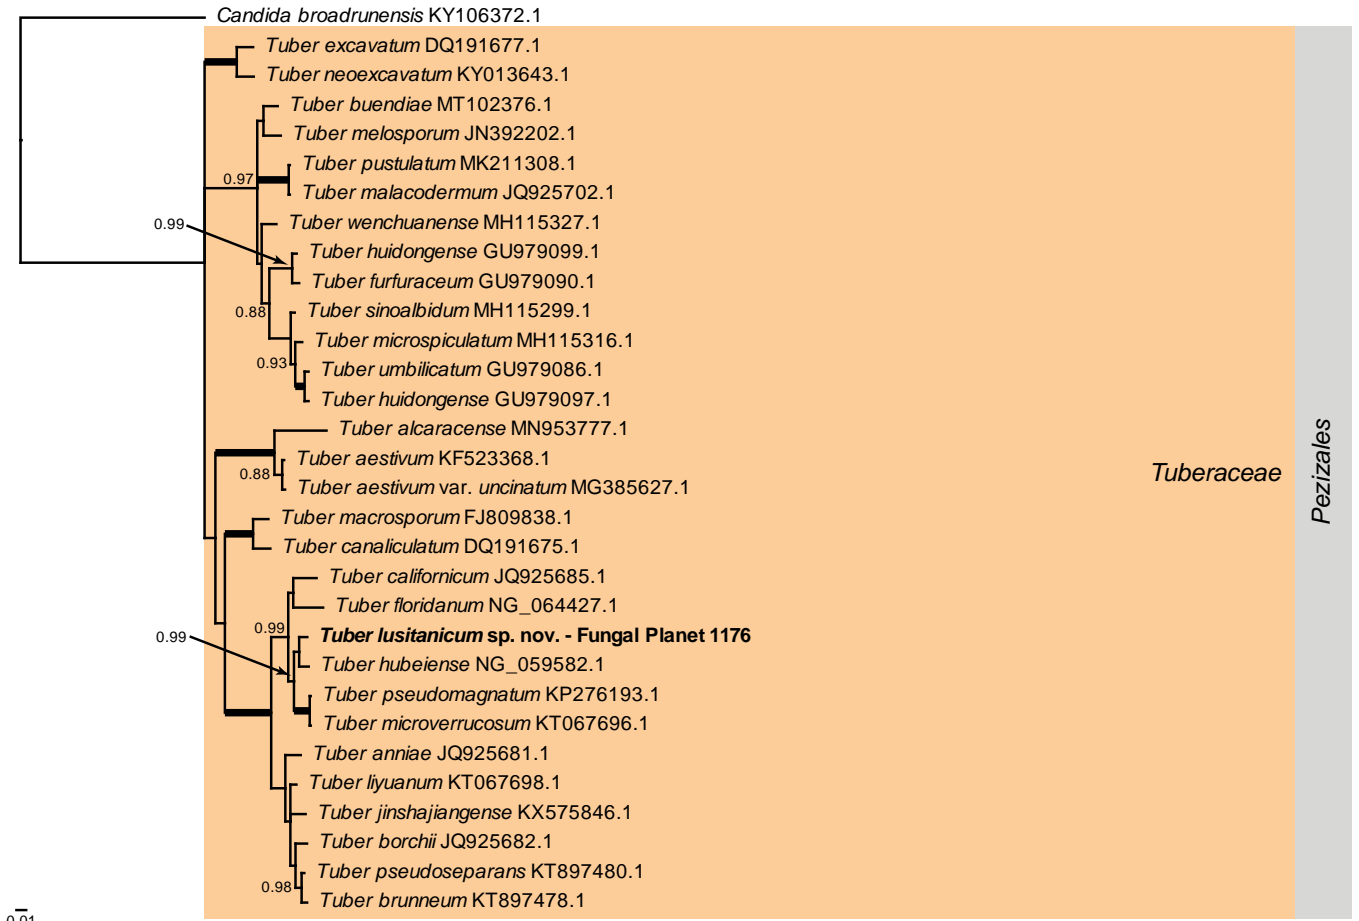 Candida broadrunensis KY106372.1
Tuber excavatum DQ191677.1
Tuber neoexcavatum KY013643.1
Tuber buendiae MT102376.1
Tuber melosporum JN392202.1
Tuber pustulatum MK211308.1
0.97
Tuber malacodermum JQ925702.1
Tuber wenchuanense MH115327.1
0.99
Tuber huidongense GU979099.1
Tuber furfuraceum GU979090.1
Tuber sinoalbidum MH115299.1
0.88
Tuber microspiculatum MH115316.1
0.93
Tuber umbilicatum GU979086.1
Tuber huidongense GU979097.1
Tuber alcaracense MN953777.1
Tuber aestivum KF523368.1
0.88
Tuber aestivum var. uncinatum MG385627.1
Tuberaceae
Pezizales
Tuber macrosporum FJ809838.1
Tuber canaliculatum DQ191675.1
Tuber californicum JQ925685.1
Tuber floridanum NG_064427.1
0.99
0.99
Tuber lusitanicum sp. nov. - Fungal Planet 1176
Tuber hubeiense NG_059582.1
Tuber pseudomagnatum KP276193.1
Tuber microverrucosum KT067696.1
Tuber anniae JQ925681.1
Tuber liyuanum KT067698.1
Tuber jinshajiangense KX575846.1
Tuber borchii JQ925682.1
Tuber pseudoseparans KT897480.1
0.98
Tuber brunneum KT897478.1
0.01